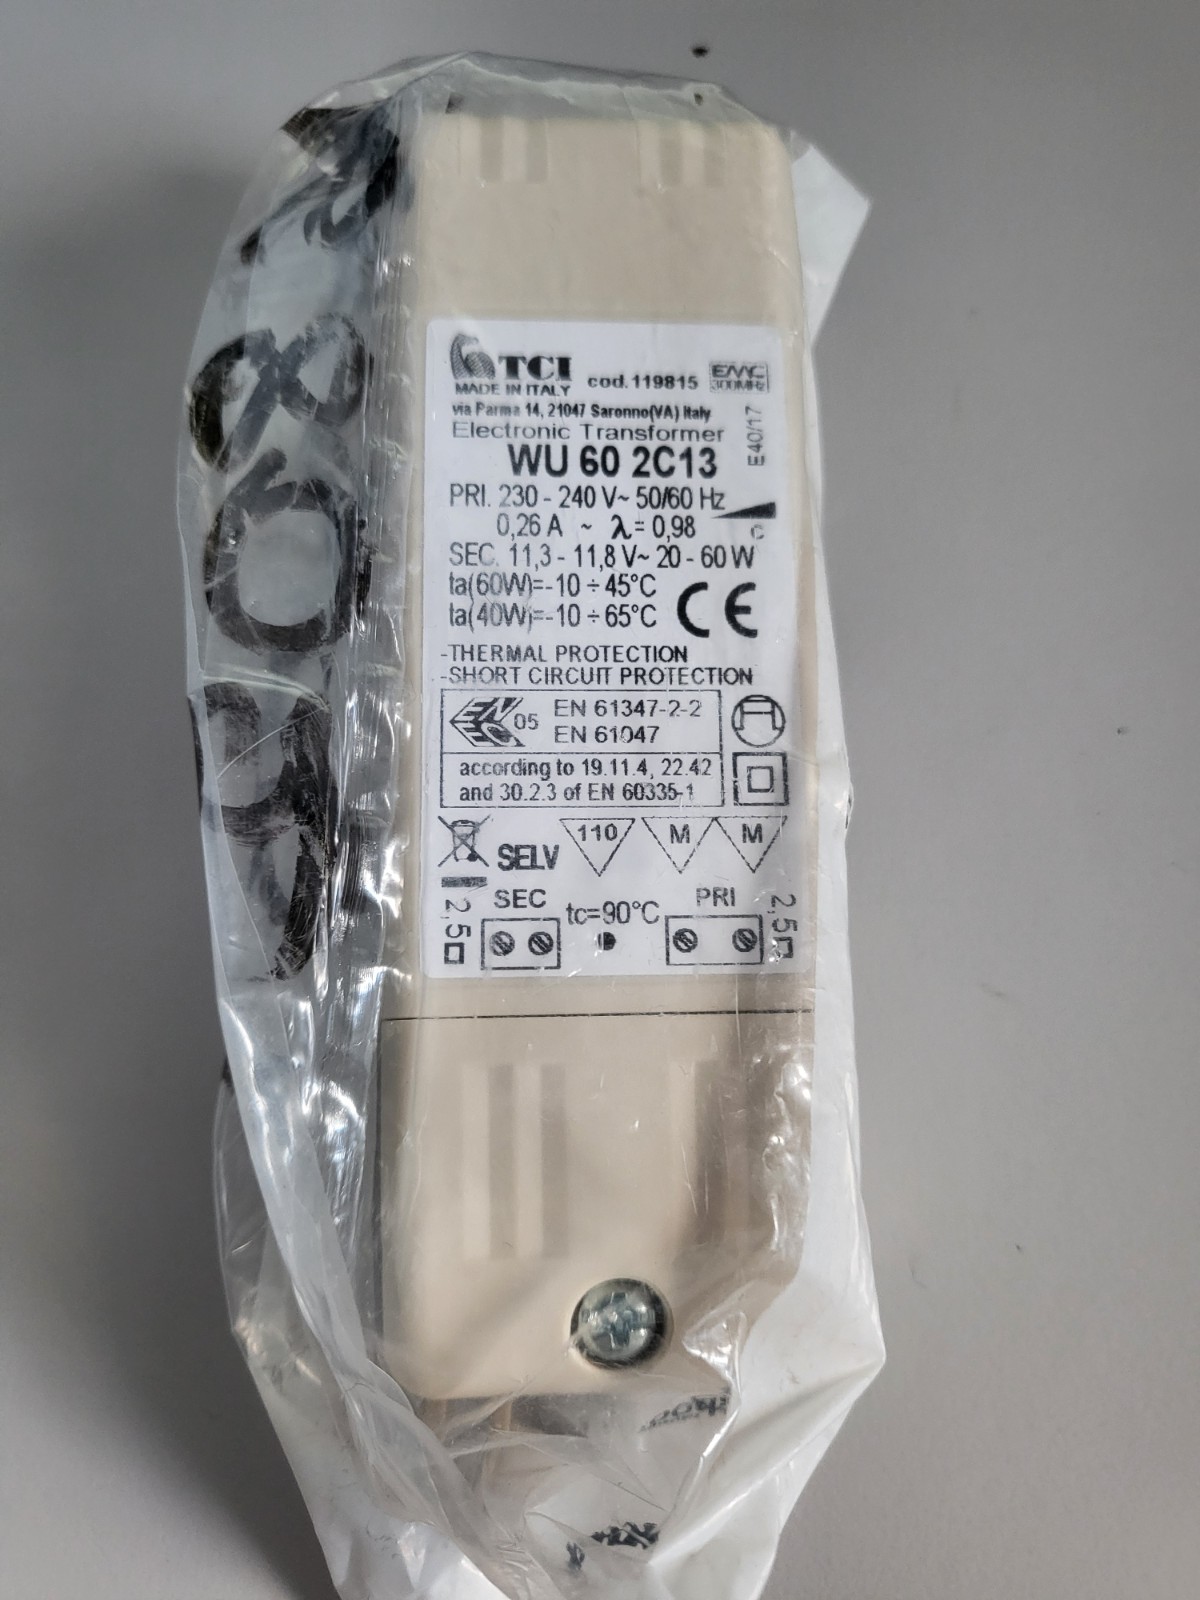 TCI
MADE IN ITALY
cod.119815
EMC
300MHz
via Parma 14, 21047 Saronno(VA) Italy
Electronic Transformer
WU 60 2C13
E40/17
PRI. 230 - 240 V~ 50/60 Hz
0,26 A ~ λ = 0,98
C
SEC. 11,3 - 11,8 V~ 20 - 60 W
ta(60W)=-10 ÷ 45°C
ta(40W)=-10 ÷ 65°C
CE
-THERMAL PROTECTION
-SHORT CIRCUIT PROTECTION
05
EN 61347-2-2
EN 61047
according to 19.11.4, 22.42
and 30.2.3 of EN 60335-1
SELV
110
M
M
SEC
tc=90°C
PRI
2,5
2,5